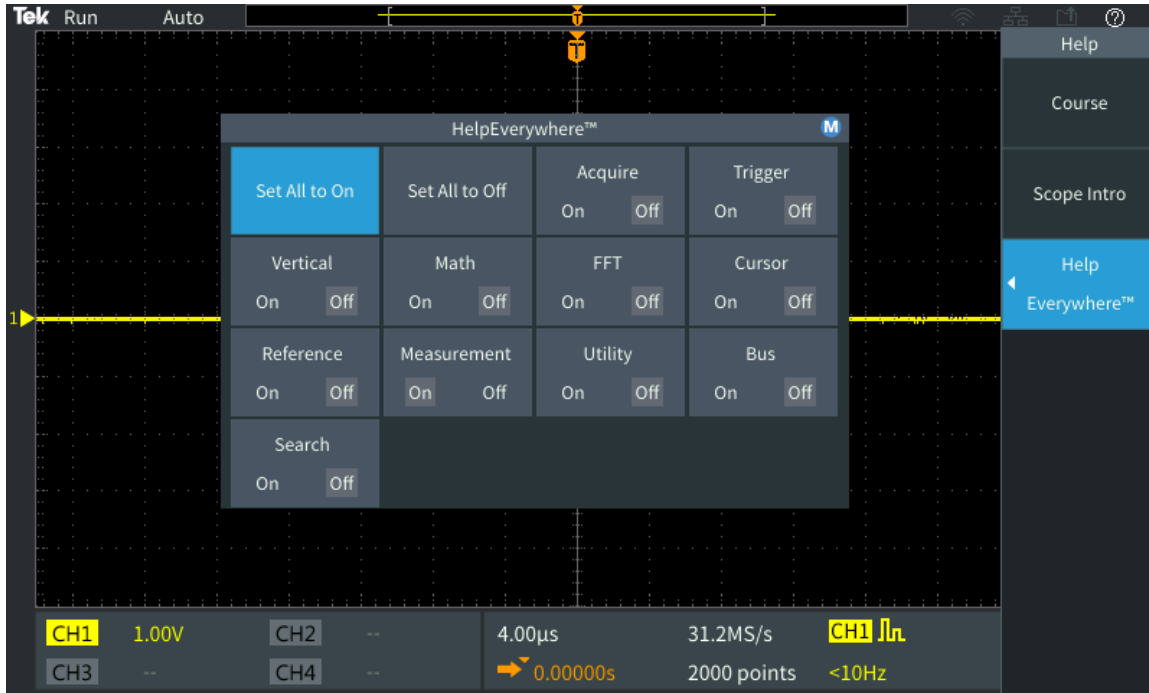 Tek Run Auto
T
T
Help
Course
Scope Intro
Help
Everywhere™
HelpEverywhere™ M
Set All to On
Set All to Off
Acquire
On Off
Trigger
On Off
Vertical
On Off
Math
On Off
FFT
On Off
Cursor
On Off
Reference
On Off
Measurement
On Off
Utility
On Off
Bus
On Off
Search
On Off
1
CH1 1.00V CH2 -- 4.00µs 31.2MS/s CH1
CH3 -- CH4 -- 0.00000s 2000 points <10Hz